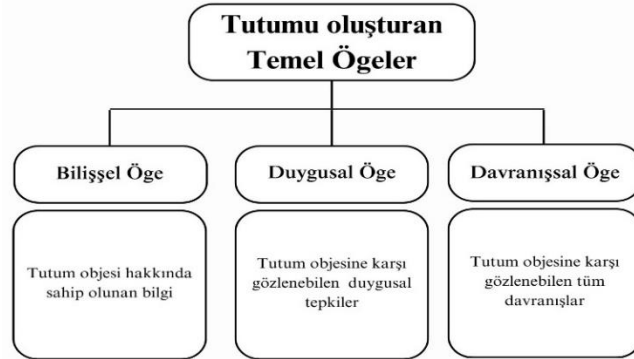 Tutumu oluşturan
Temel Ögeler
Bilişsel Öge
Duygusal Öge
Davranışsal Öge
Tutum objesi hakkında
sahip olunan bilgi
Tutum objesine karşı
gözlenebilen duygusal
tepkiler
Tutum objesine karşı
gözlenebilen tüm
davranışlar